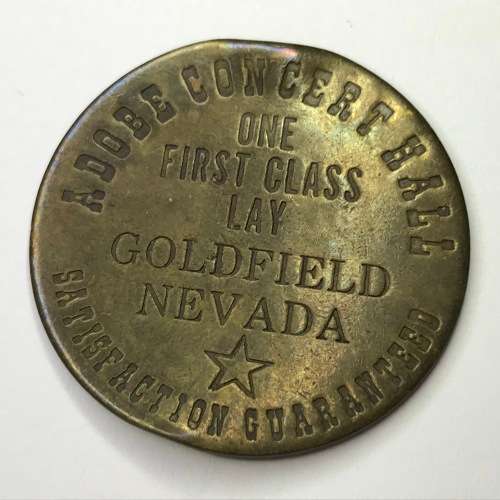 ADOBE CONCERT HALL
ONE
FIRST CLASS
LAY
GOLDFIELD
NEVADA
SATISFACTION GUARANTEED